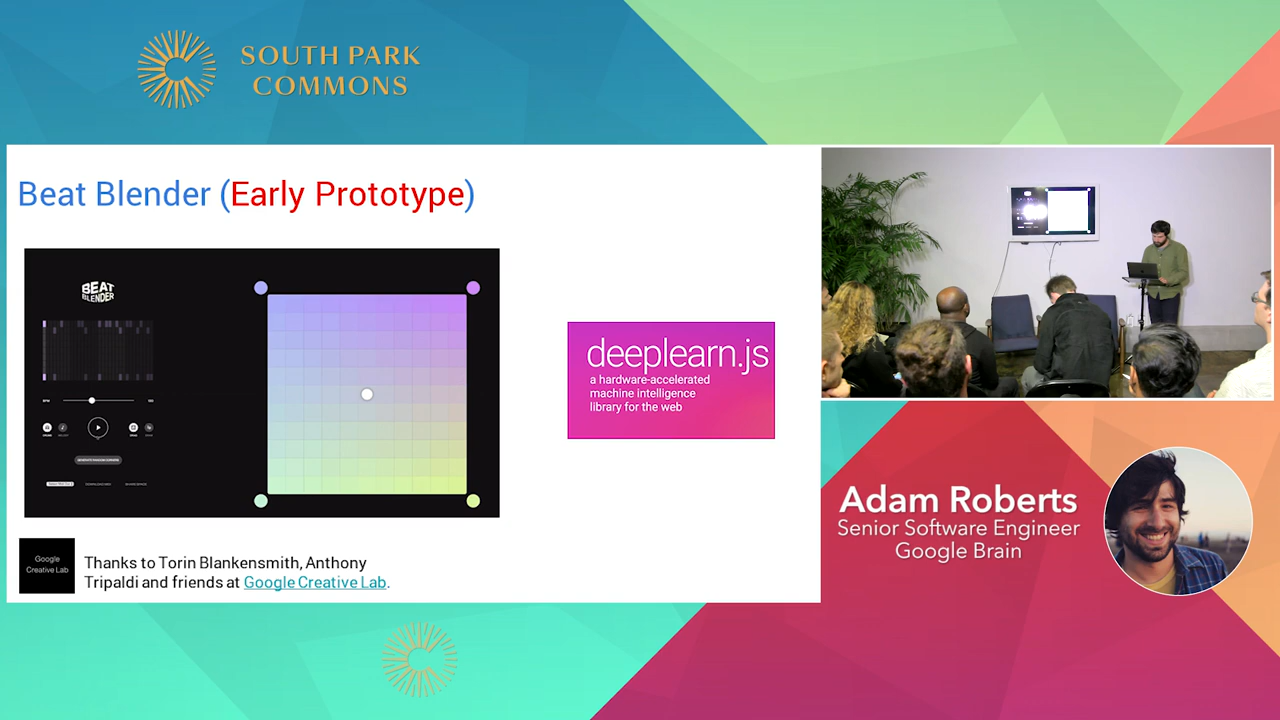 SOUTH PARK
COMMONS
Beat Blender (Early Prototype)
BEAT
BLENDER
deeplearn.js
a hardware-accelerated
machine intelligence
library for the web
Google
Creative Lab
Thanks to Torin Blankensmith, Anthony
Tripaldi and friends at Google Creative Lab.
Adam Roberts
Senior Software Engineer
Google Brain